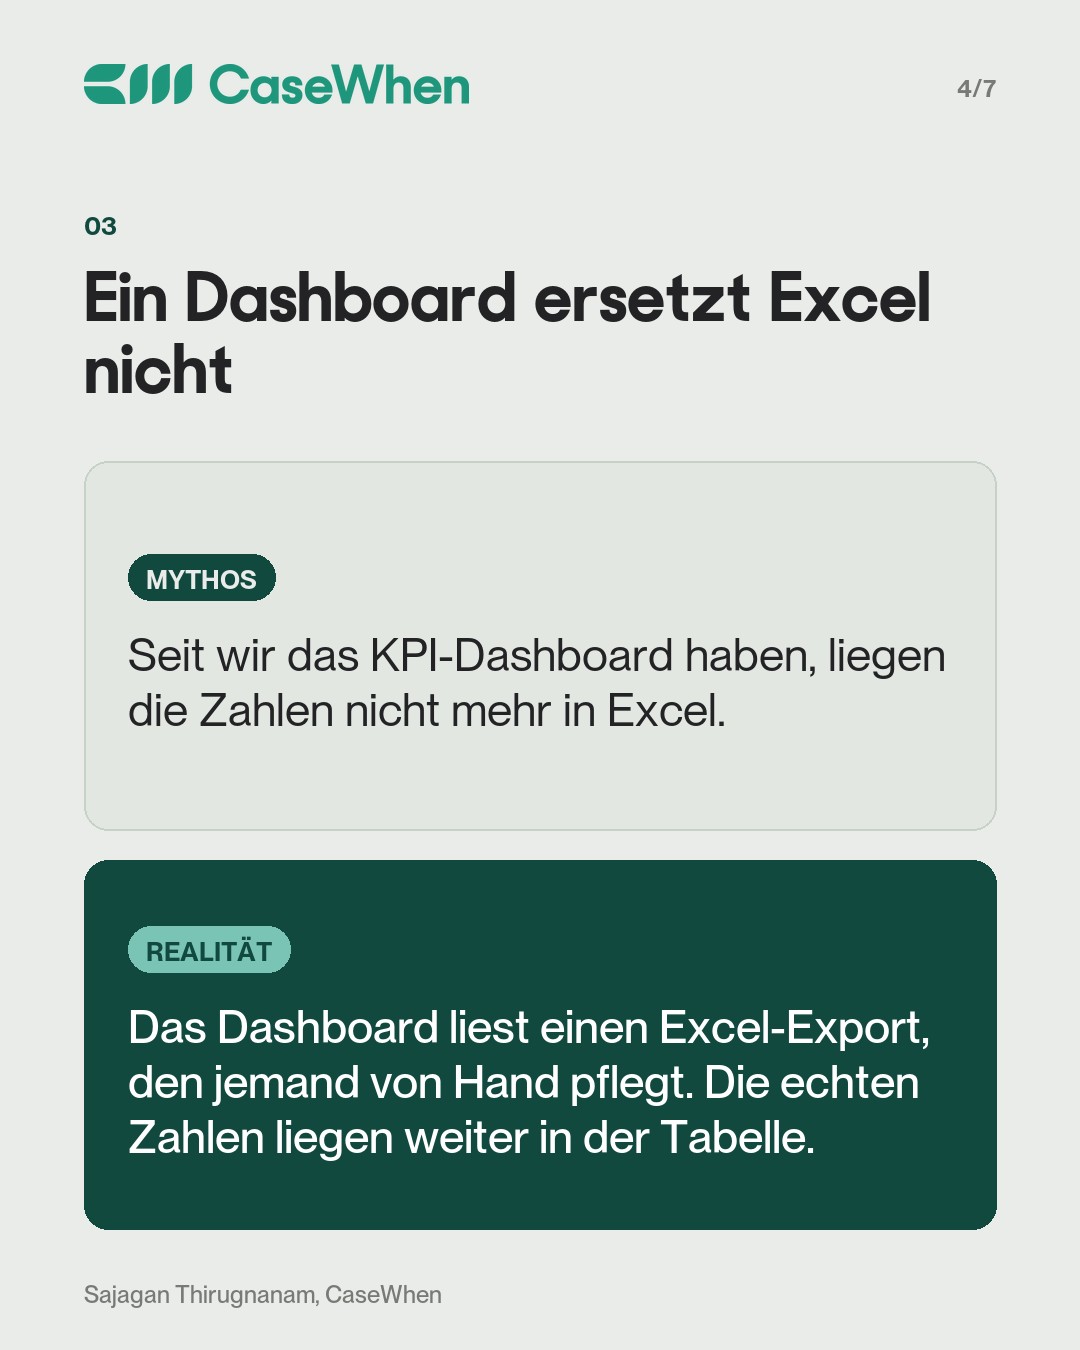 CaseWhen
4/7
03
Ein Dashboard ersetzt Excel
nicht
MYTHOS
Seit wir das KPI-Dashboard haben, liegen
die Zahlen nicht mehr in Excel.
REALITÄT
Das Dashboard liest einen Excel-Export,
den jemand von Hand pflegt. Die echten
Zahlen liegen weiter in der Tabelle.
Sajagan Thirugnanam, CaseWhen